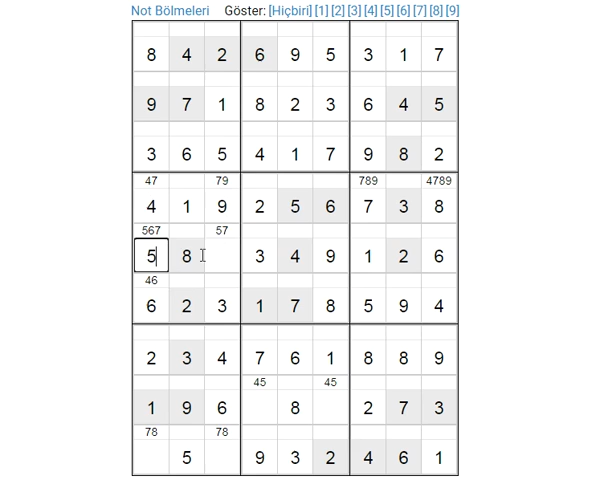 Not Bölmeleri Göster: [Hiçbiri] [1] [2] [3] [4] [5] [6] [7] [8] [9]
8 4 2 6 9 5 3 1 7
9 7 1 8 2 3 6 4 5
3 6 5 4 1 7 9 8 2
47 79 789 4789
4 1 9 2 5 6 7 3 8
567 57
5 8 3 4 9 1 2 6
46
6 2 3 1 7 8 5 9 4
2 3 4 7 6 1 8 8 9
45 45
1 9 6 8 2 7 3
78 78
5 9 3 2 4 6 1